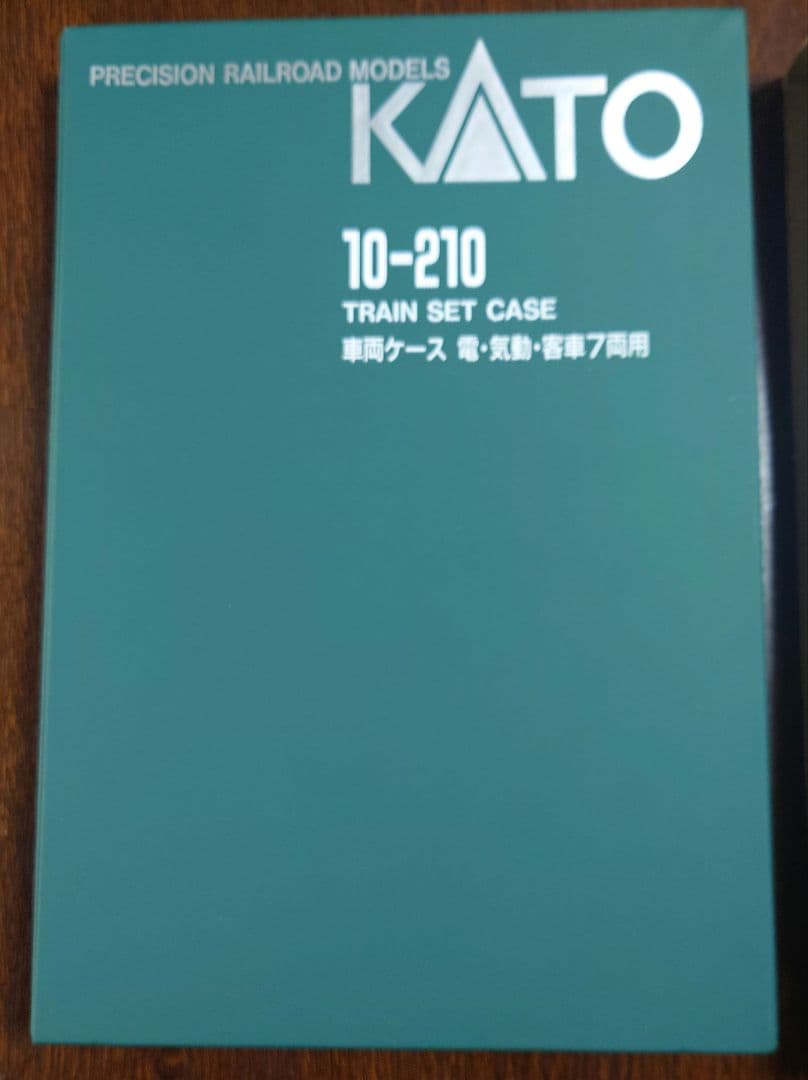 PRECISION RAILROAD MODELS
KATO
10-210
TRAIN SET CASE
車両ケース 電・気動・客車7両用